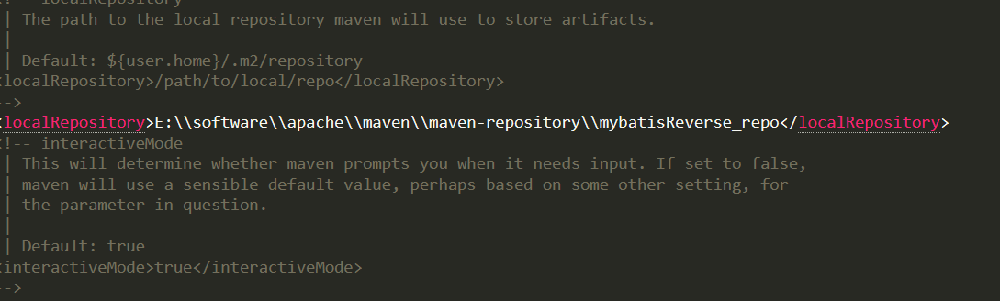 localRepository
| The path to the local repository maven will use to store artifacts.
|
| Default: ${user.home}/.m2/repository
<localRepository>/path/to/local/repo</localRepository>
-->
<localRepository>E:\\software\\apache\\maven\\maven-repository\\mybatisReverse_repo</localRepository>
<!-- interactiveMode
| This will determine whether maven prompts you when it needs input. If set to false,
| maven will use a sensible default value, perhaps based on some other setting, for
| the parameter in question.
|
| Default: true
<interactiveMode>true</interactiveMode>
-->